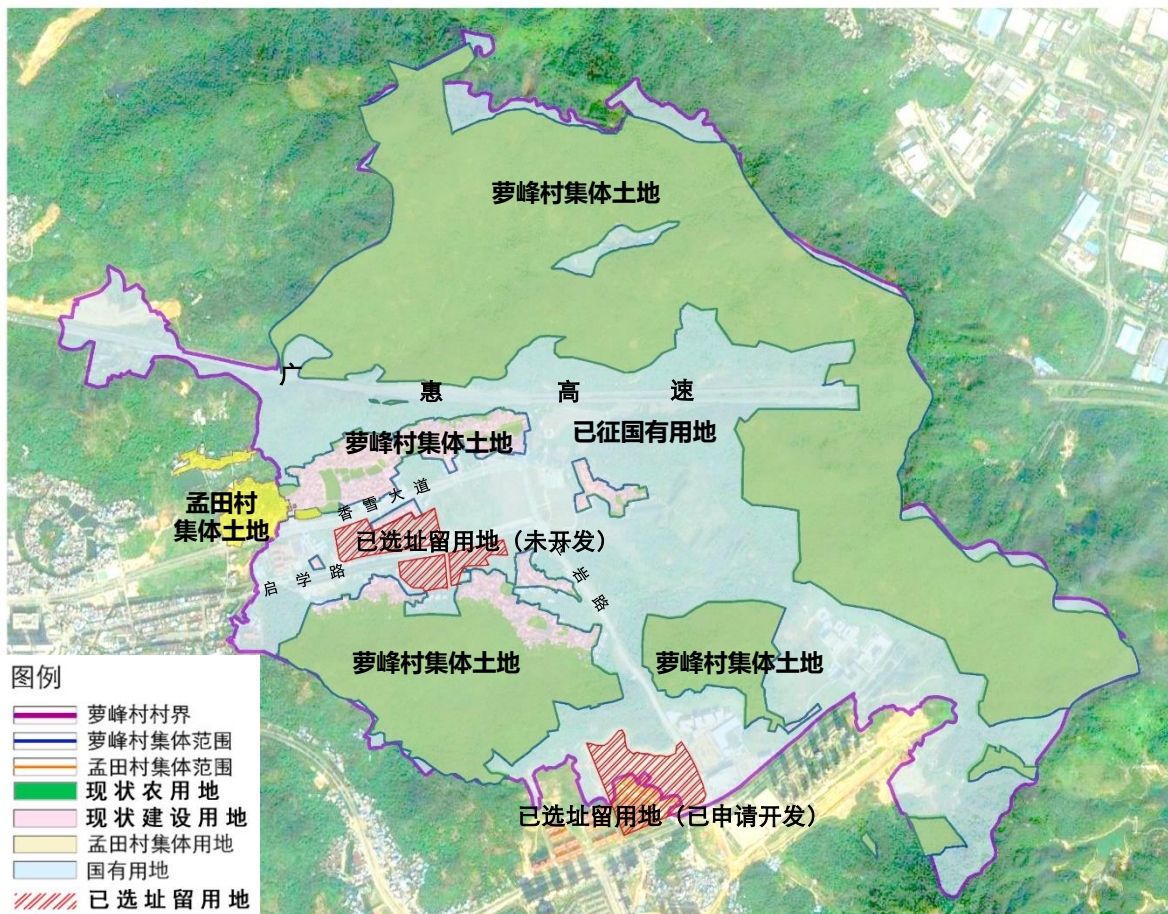 萝峰村集体土地
广惠高速
萝峰村集体土地
已征国有用地
孟田村
集体土地
香雪大道
已选址留用地（未开发）
启学路
岩路
萝峰村集体土地
萝峰村集体土地
已选址留用地（已申请开发）
图例
萝峰村村界
萝峰村集体范围
孟田村集体范围
现状农用地
现状建设用地
孟田村集体用地
国有用地
已选址留用地